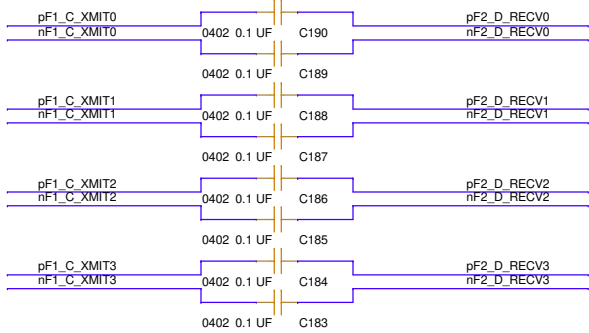 pF1_C_XMIT0 pF2_D_RECV0
nF1_C_XMIT0 0402 0.1 UF C190 nF2_D_RECV0
0402 0.1 UF C189
pF1_C_XMIT1 pF2_D_RECV1
nF1_C_XMIT1 0402 0.1 UF C188 nF2_D_RECV1
0402 0.1 UF C187
pF1_C_XMIT2 pF2_D_RECV2
nF1_C_XMIT2 0402 0.1 UF C186 nF2_D_RECV2
0402 0.1 UF C185
pF1_C_XMIT3 pF2_D_RECV3
nF1_C_XMIT3 0402 0.1 UF C184 nF2_D_RECV3
0402 0.1 UF C183